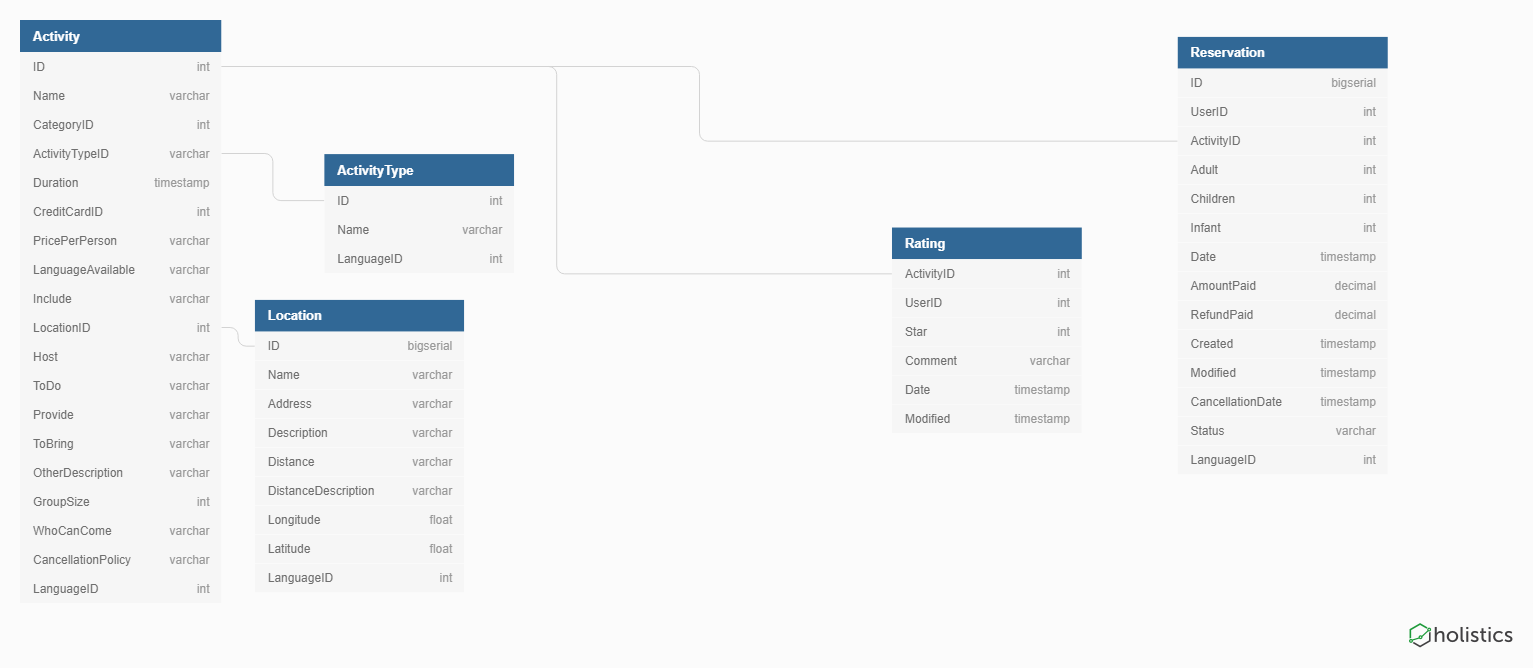 Activity
ID int
Name varchar
CategoryID int
ActivityTypeID varchar
Duration timestamp
CreditCardID int
PricePerPerson varchar
LanguageAvailable varchar
Include varchar
LocationID int
Host varchar
ToDo varchar
Provide varchar
ToBring varchar
OtherDescription varchar
GroupSize int
WhoCanCome varchar
CancellationPolicy varchar
LanguageID int
ActivityType
ID int
Name varchar
LanguageID int
Location
ID bigserial
Name varchar
Address varchar
Description varchar
Distance varchar
DistanceDescription varchar
Longitude float
Latitude float
LanguageID int
Rating
ActivityID int
UserID int
Star int
Comment varchar
Date timestamp
Modified timestamp
Reservation
ID bigserial
UserID int
ActivityID int
Adult int
Children int
Infant int
Date timestamp
AmountPaid decimal
RefundPaid decimal
Created timestamp
Modified timestamp
CancellationDate timestamp
Status varchar
LanguageID int
holistics